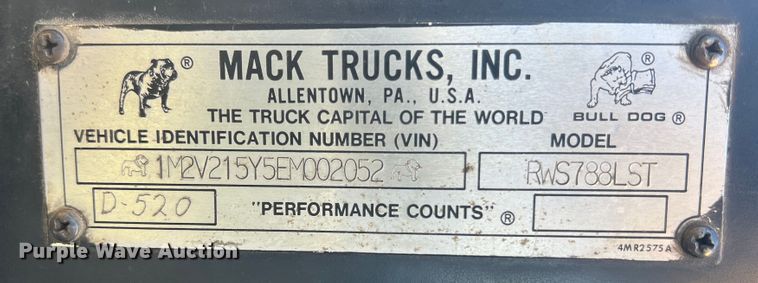 ® MACK TRUCKS, INC. ®
ALLENTOWN, PA., U.S.A.
THE TRUCK CAPITAL OF THE WORLD BULL DOG ®
VEHICLE IDENTIFICATION NUMBER (VIN) MODEL
1M2V215Y5EM002052 RWS788LST
D-520 "PERFORMANCE COUNTS" ®
4MR2575A
Purple Wave Auction